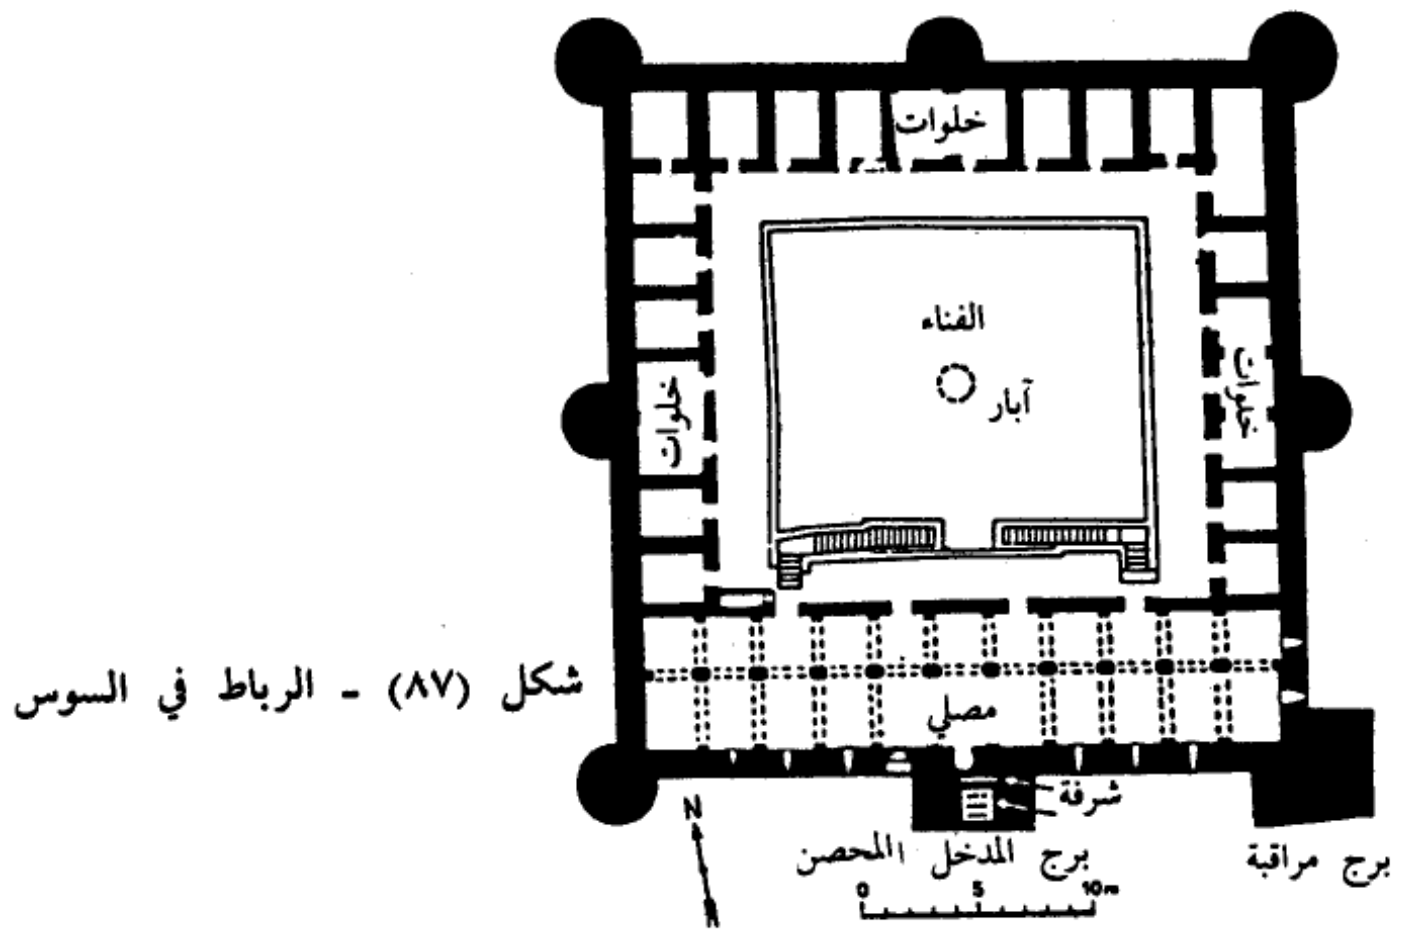 خلوات
الفناء
آبار
خلوات
خلوات
شكل (٨٧) - الرباط في السوس
مصلي
شرفة
N
برج المدخل المحصن
برج مراقبة
0 5 10m